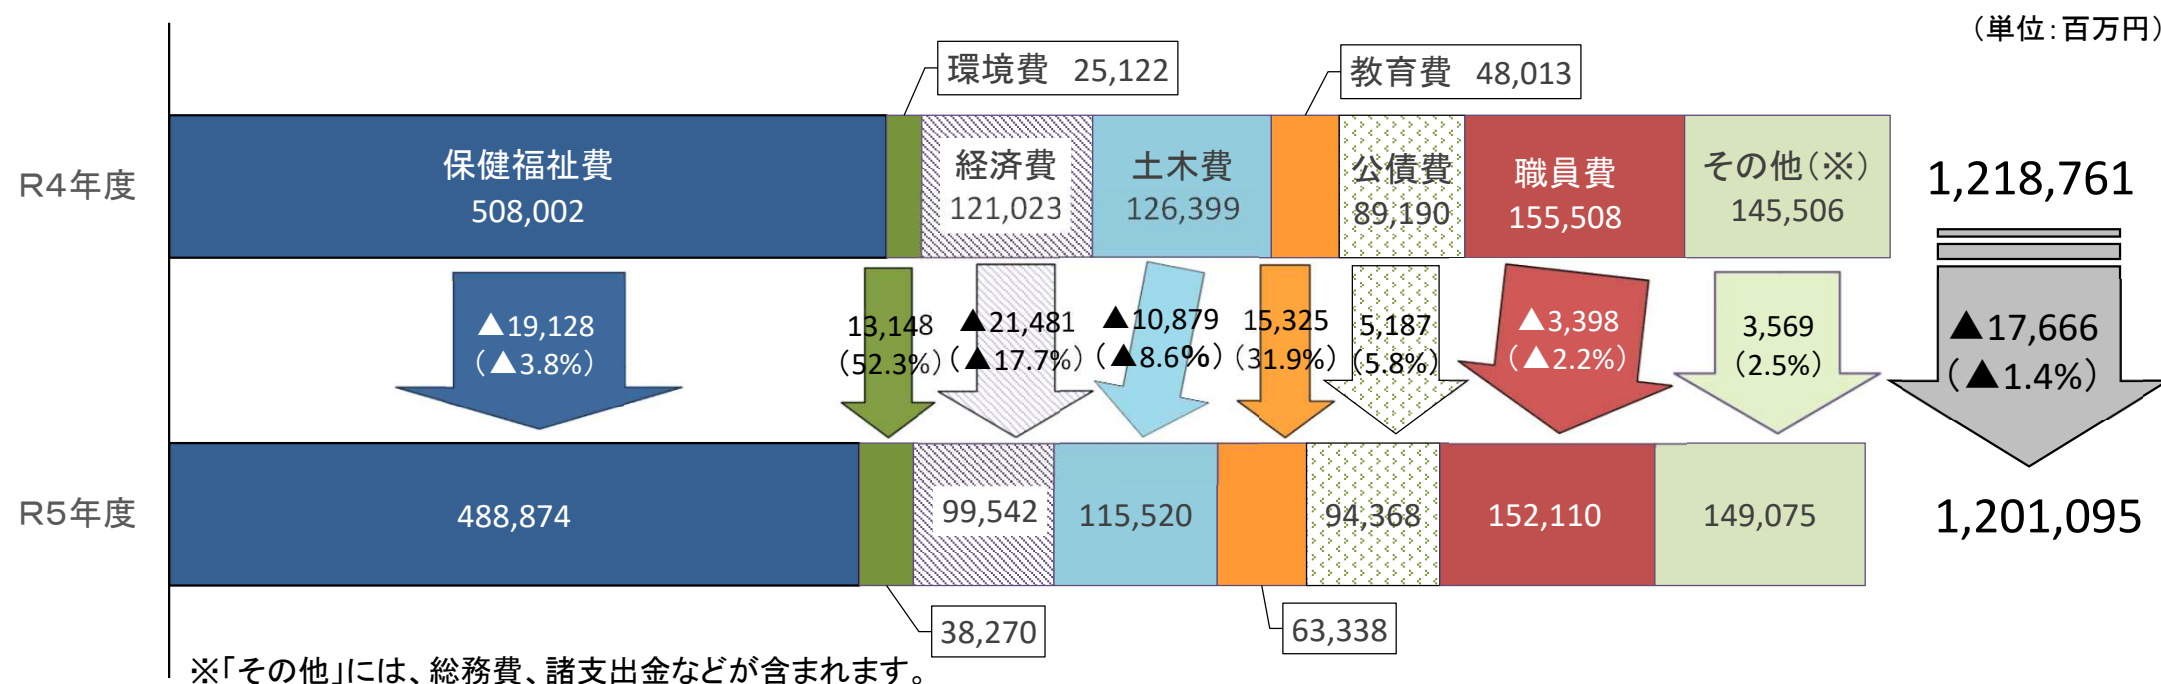 （単位：百万円）
環境費 25,122
教育費 48,013
R4年度
保健福祉費
508,002
経済費
121,023
土木費
126,399
公債費
89,190
職員費
155,508
その他（※）
145,506
1,218,761
▲19,128
（▲3.8%）
13,148
（52.3%）
▲21,481
（▲17.7%）
▲10,879
（▲8.6%）
15,325
（31.9%）
5,187
（5.8%）
▲3,398
（▲2.2%）
3,569
（2.5%）
▲17,666
（▲1.4%）
R5年度
488,874
99,542
115,520
94,368
152,110
149,075
1,201,095
38,270
63,338
※「その他」には、総務費、諸支出金などが含まれます。